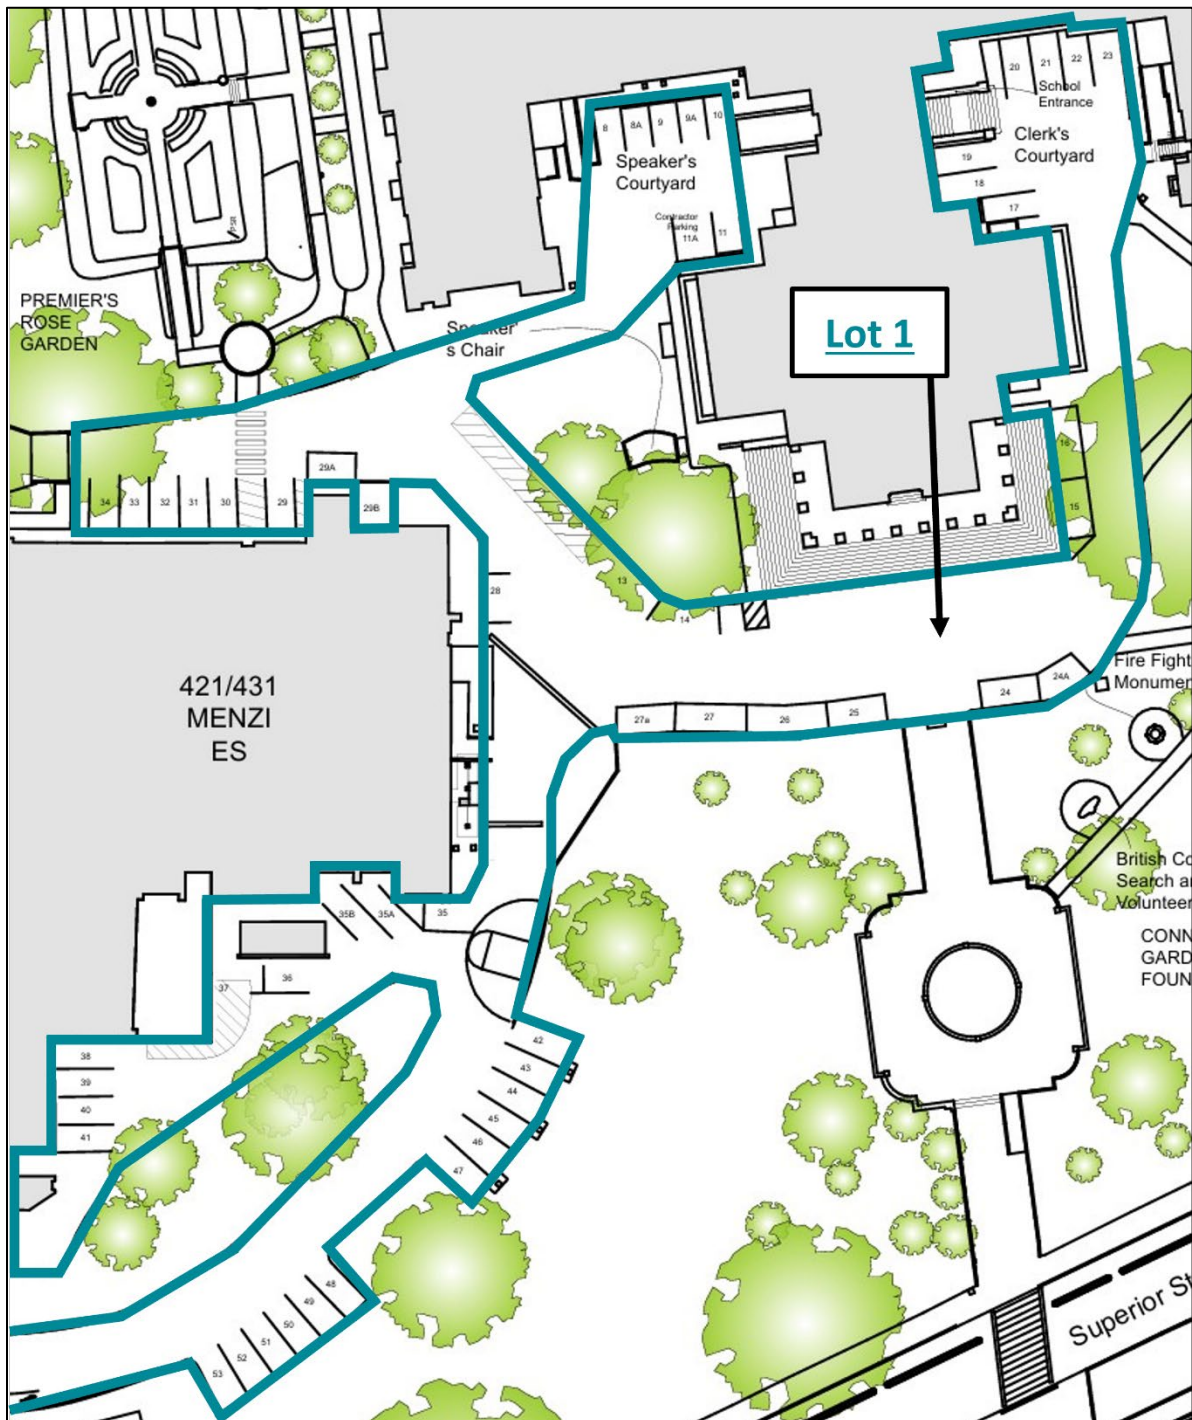 20
21
22
23
School
Entrance
Clerk's
Courtyard
19
18
17
8
8A
9
9A
10
Speaker's
Courtyard
Contractor
Parking
11A
11
PSR
PREMIER'S
ROSE
GARDEN
Speaker'
s Chair
Lot 1
16
15
29A
29B
34
33
32
31
30
29
28
13
14
421/431
MENZI
ES
27a
27
26
25
24
24A
Fire Fight
Monumen
British Co
Search an
Volunteer
CONN
GARD
FOUN
35B
35A
35
36
37
38
39
40
41
42
43
44
45
46
47
48
49
50
51
52
53
Superior St